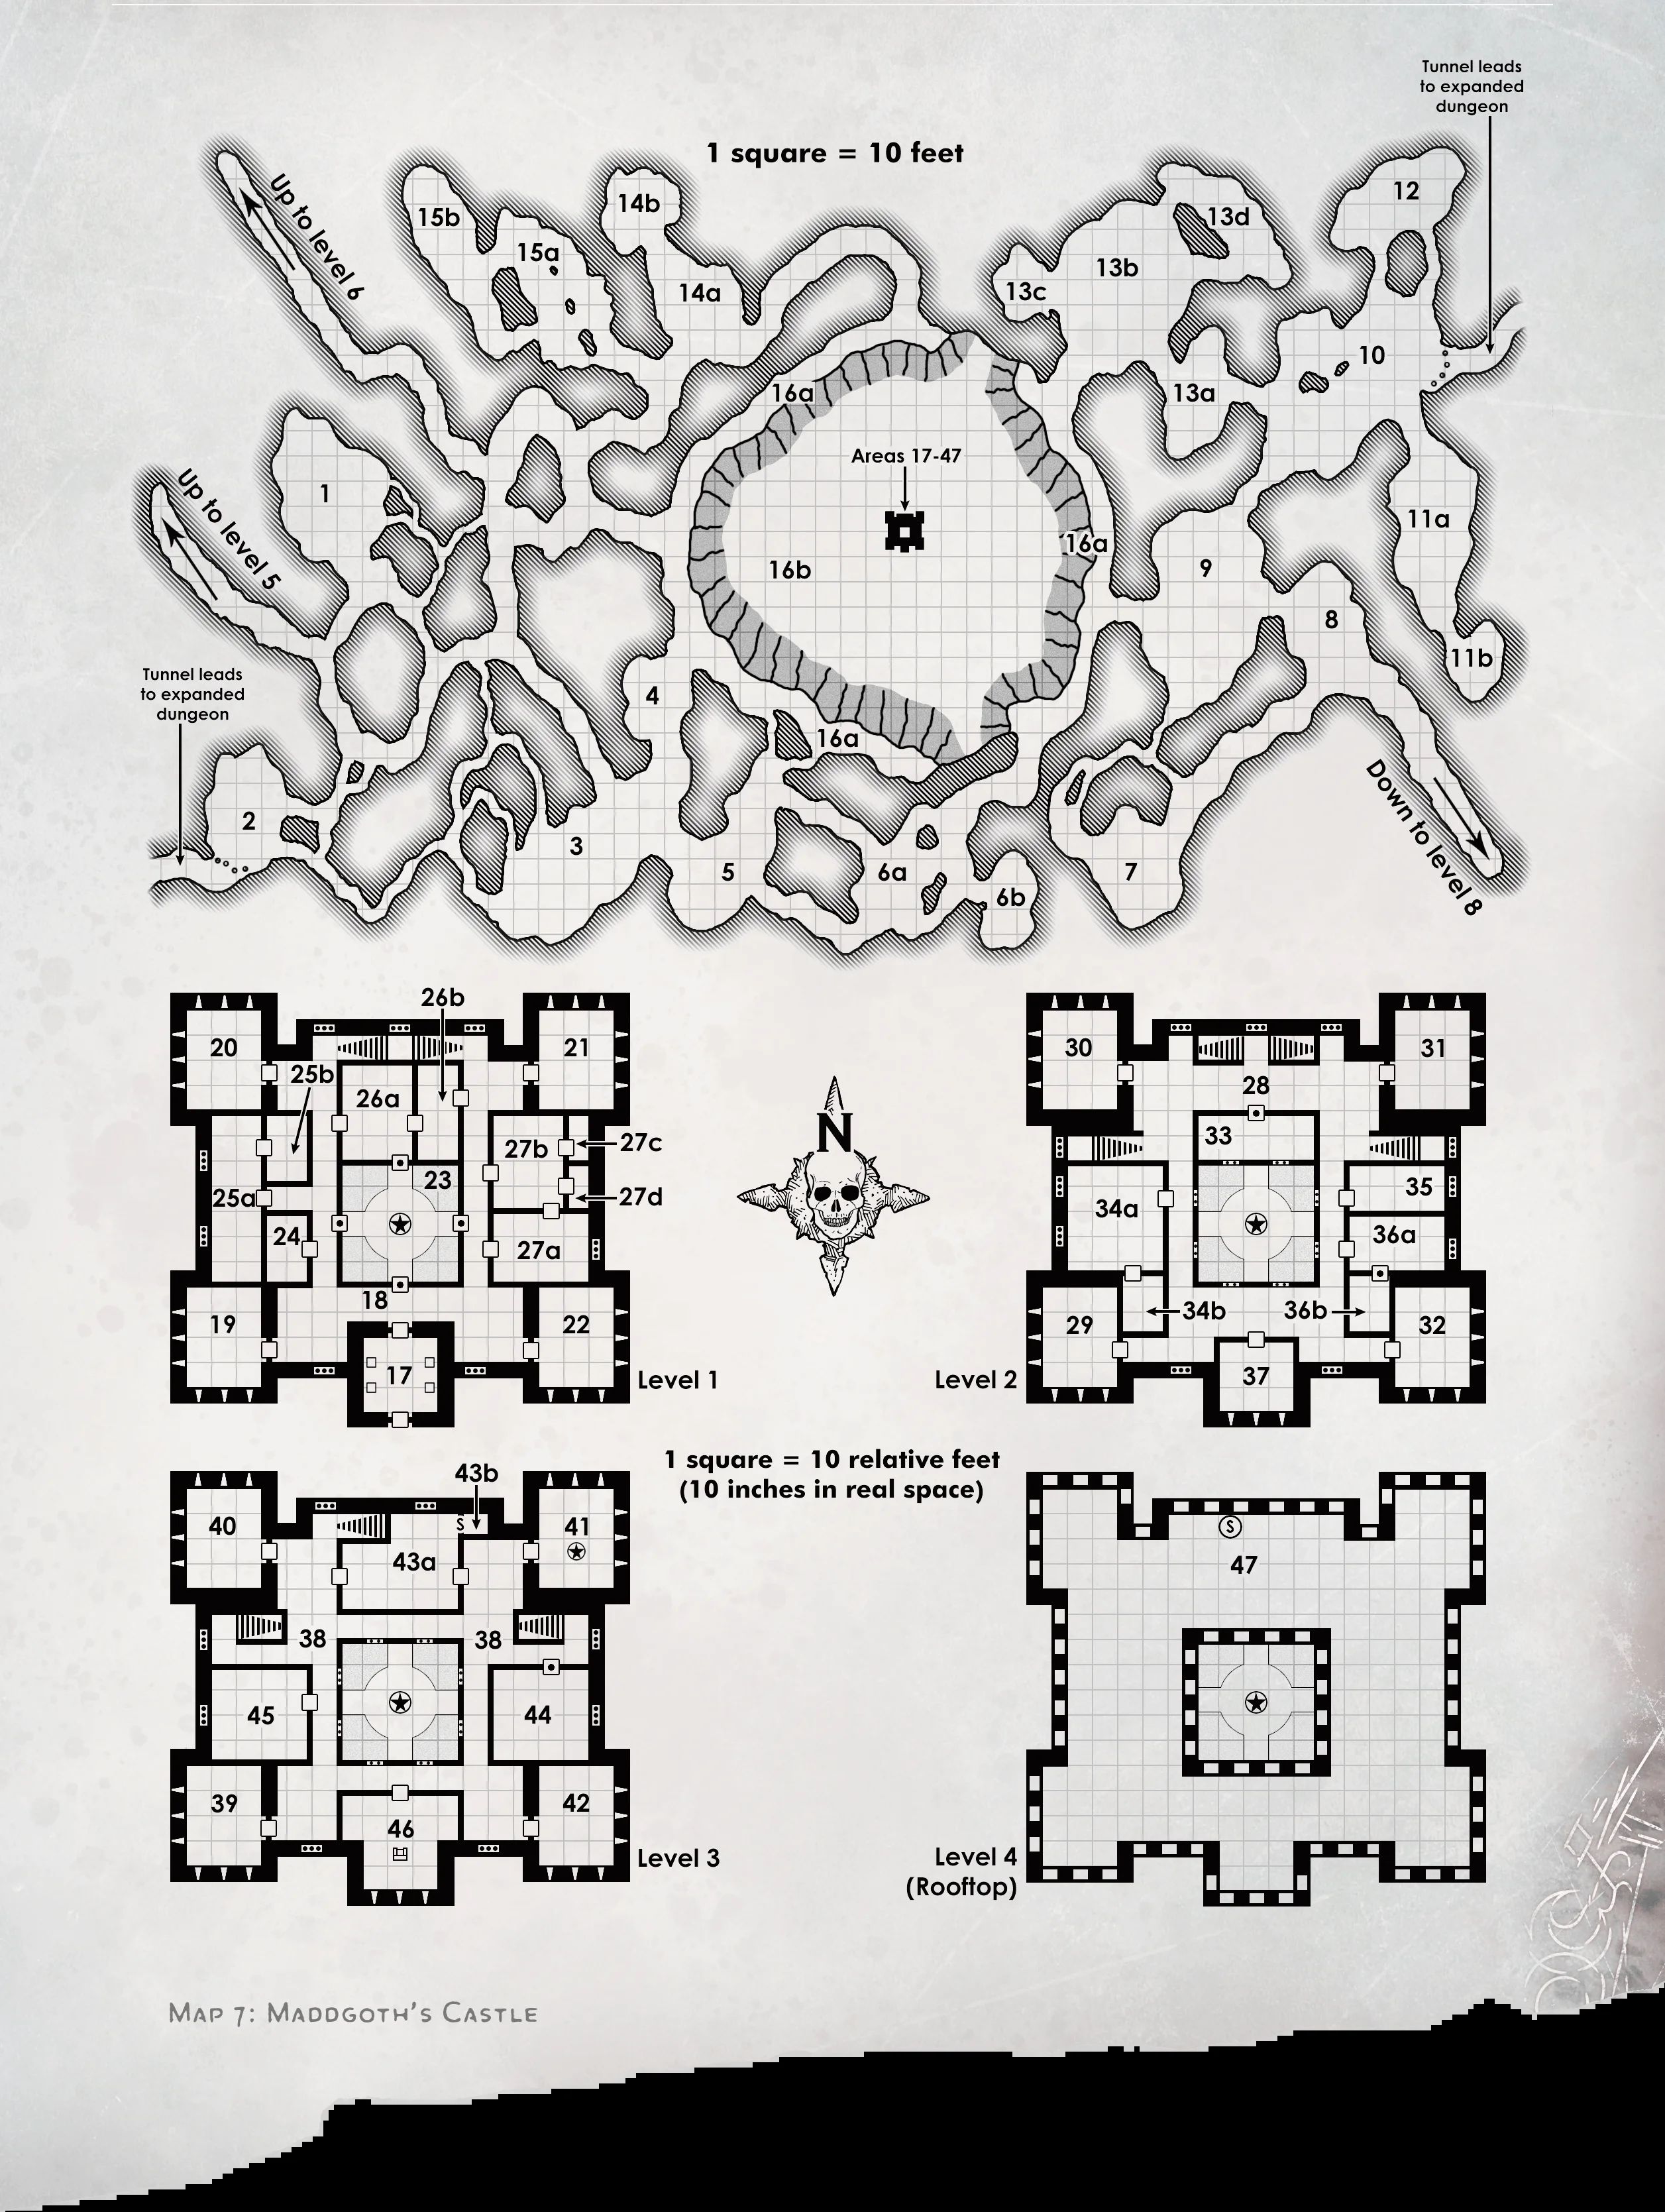 Tunnel leads
to expanded
dungeon
1 square = 10 feet
Up to level 6
15b
14b
15a
14a
12
13d
13b
13c
10
13a
16a
Areas 17-47
1
Up to level 5
11a
16a
16b
9
8
11b
Tunnel leads
to expanded
dungeon
4
16a
2
3
5
6a
6b
7
Down to level 8
26b
20
21
25b
26a
27b
27c
23
27d
25a
24
27a
18
19
22
17
Level 1
N
30
31
28
33
35
34a
36a
34b
36b
29
32
37
Level 2
1 square = 10 relative feet
(10 inches in real space)
43b
40
S
41
43a
38
38
45
44
39
42
46
Level 3
S
47
Level 4
(Rooftop)
Map 7: Maddgoth's Castle